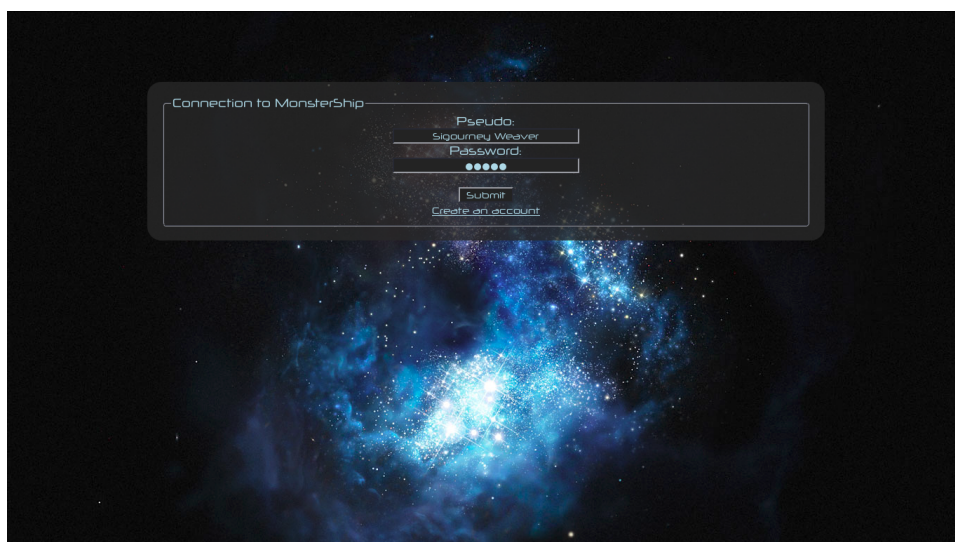 Connection to MonsterShip
Pseudo:
Sigourney Weaver
Password:
●●●●●
Submit
Create an account